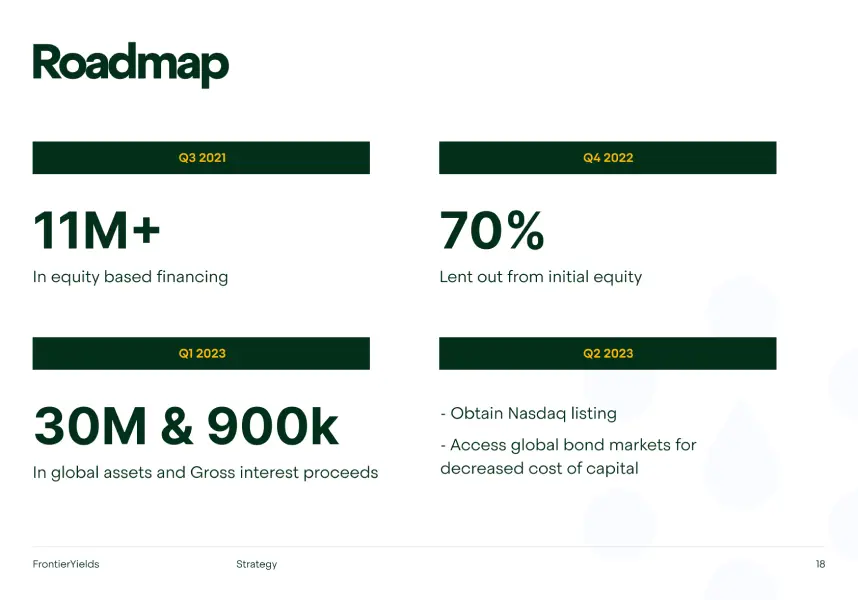 Roadmap
Q3 2021
11M+
In equity based financing
Q4 2022
70%
Lent out from initial equity
Q1 2023
30M & 900k
In global assets and Gross interest proceeds
Q2 2023
- Obtain Nasdaq listing
- Access global bond markets for
decreased cost of capital
FrontierYields
Strategy
18